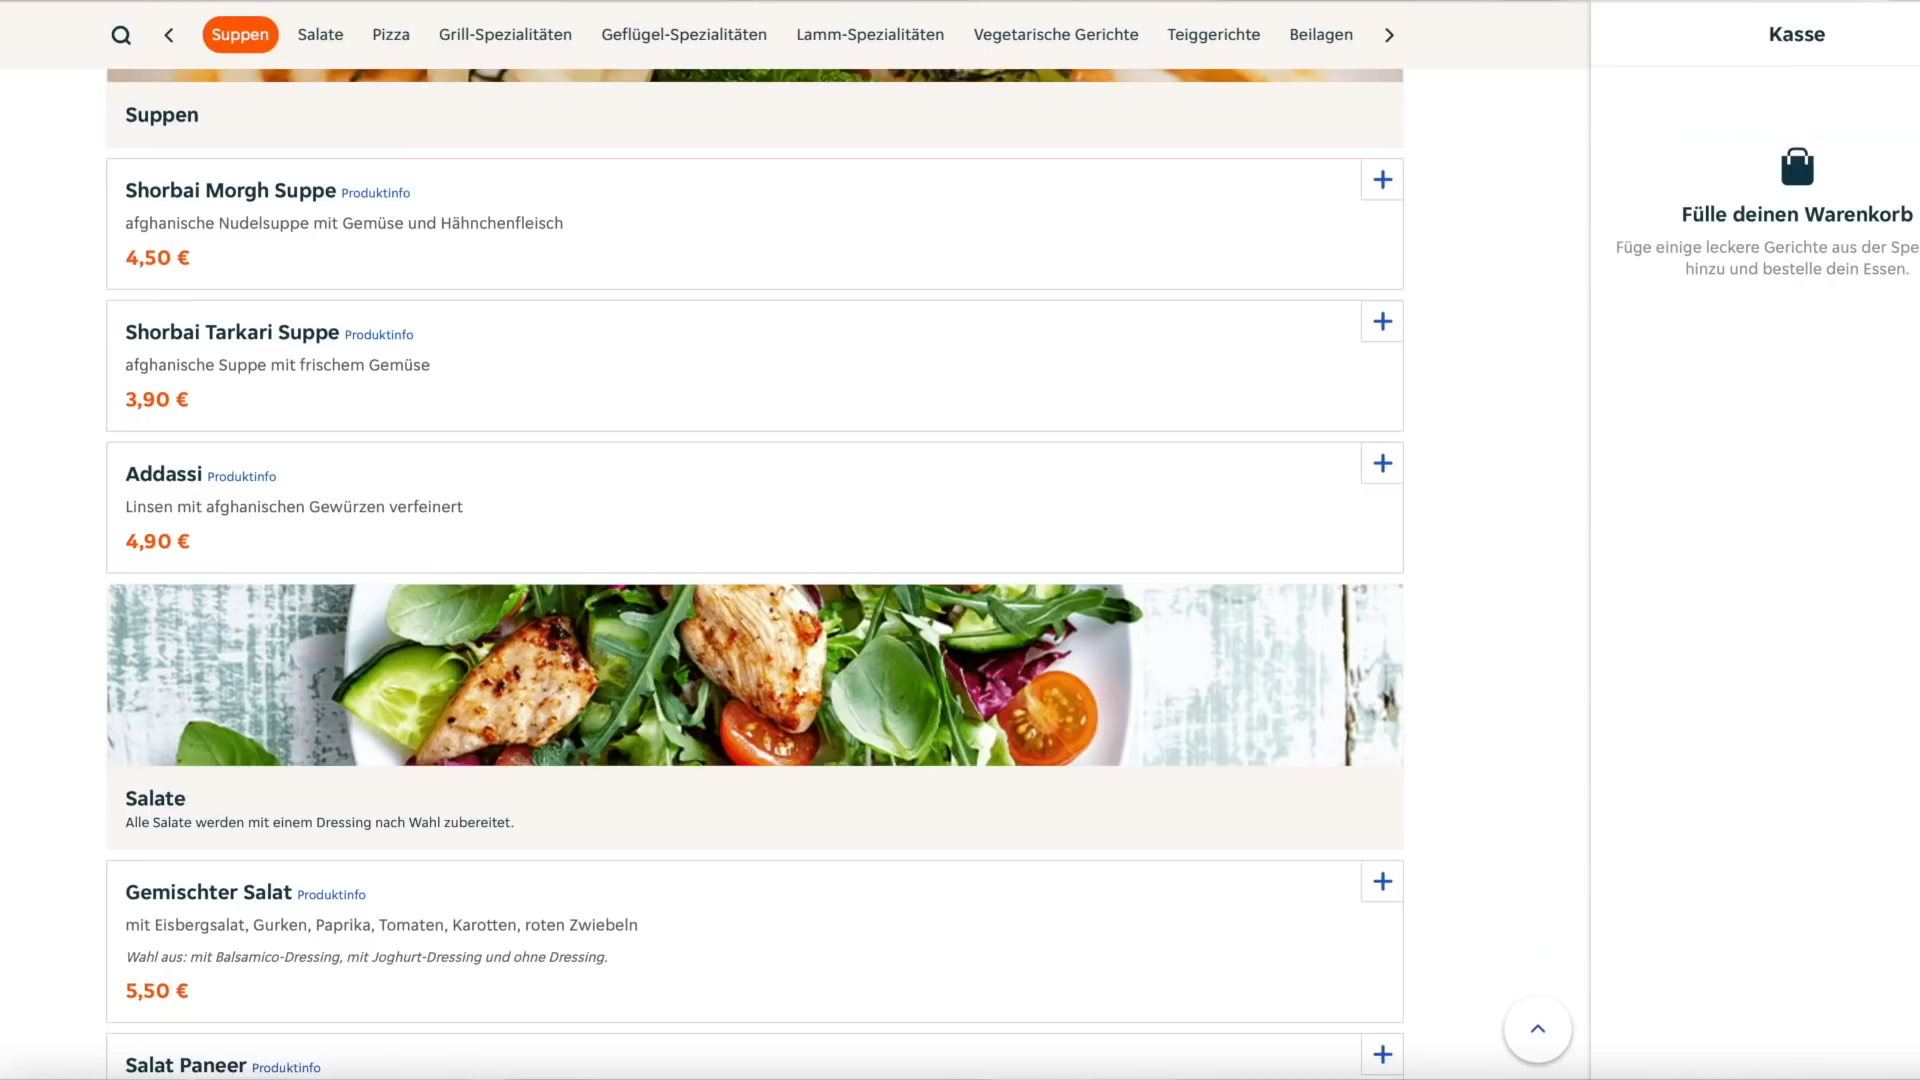 Suppen Salate Pizza Grill-Spezialitäten Geflügel-Spezialitäten Lamm-Spezialitäten Vegetarische Gerichte Teiggerichte Beilagen
Kasse
Suppen
Shorbai Morgh Suppe Produktinfo
afghanische Nudelsuppe mit Gemüse und Hähnchenfleisch
4,50 €
Shorbai Tarkari Suppe Produktinfo
afghanische Suppe mit frischem Gemüse
3,90 €
Addassi Produktinfo
Linsen mit afghanischen Gewürzen verfeinert
4,90 €
Salate
Alle Salate werden mit einem Dressing nach Wahl zubereitet.
Gemischter Salat Produktinfo
mit Eisbergsalat, Gurken, Paprika, Tomaten, Karotten, roten Zwiebeln
Wahl aus: mit Balsamico-Dressing, mit Joghurt-Dressing und ohne Dressing.
5,50 €
Salat Paneer Produktinfo
Fülle deinen Warenkorb
Füge einige leckere Gerichte aus der Spe
hinzu und bestelle dein Essen.